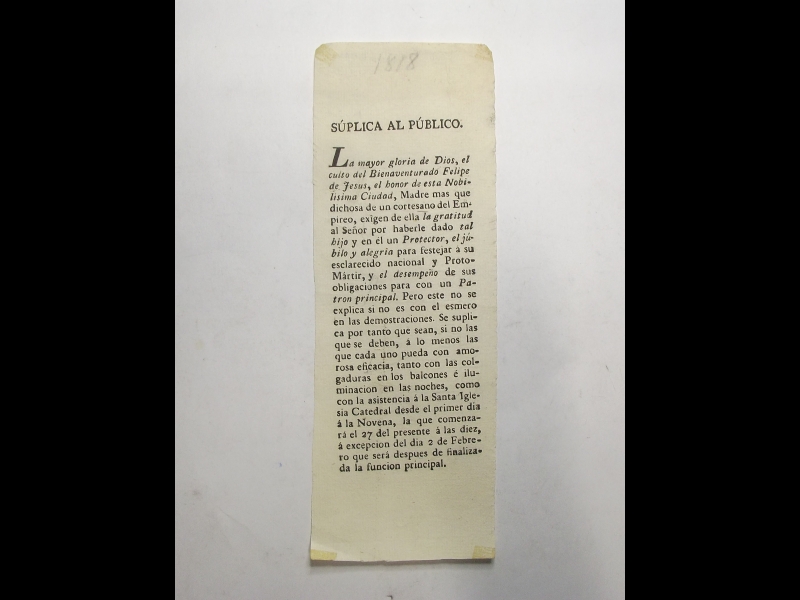 1818
SÚPLICA AL PÚBLICO.
La mayor gloria de Dios, el
culto del Bienaventurado Felipe
de Jesus, el honor de esta Nobi-
lisima Ciudad, Madre mas que
dichosa de un cortesano del Em-
pireo, exigen de ella la gratitud
al Señor por haberle dado tal
hijo y en él un Protector, el jú-
bilo y alegria para festejar á su
esclarecido nacional y Proto-
Mártir, y el desempeño de sus
obligaciones para con un Pa-
tron principal. Pero este no se
explica si no es con el esmero
en las demostraciones. Se supli-
ca por tanto que sean, si no las
que se deben, á lo menos las
que cada uno pueda con amo-
rosa eficacia, tanto con las col-
gaduras en los balcones é ilu-
minacion en las noches, como
con la asistencia á la Santa Igle-
sia Catedral desde el primer dia
á la Novena, la que comenza-
rá el 27 del presente á las diez,
á excepcion del dia 2 de Febre-
ro que será despues de finaliza-
da la funcion principal.